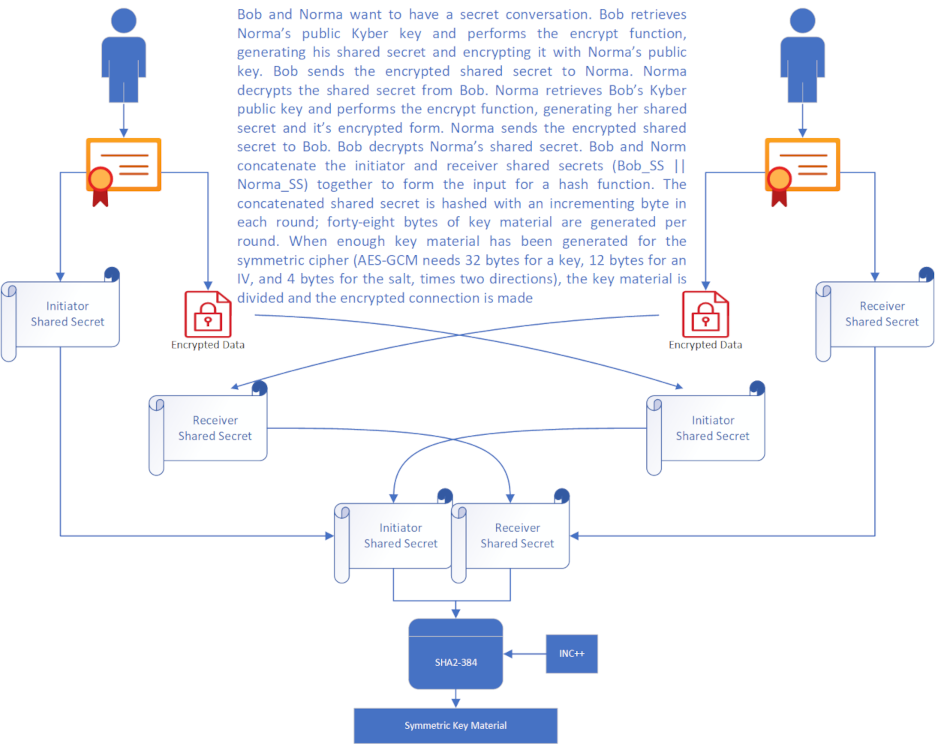 Bob and Norma want to have a secret conversation. Bob retrieves
Norma's public Kyber key and performs the encrypt function,
generating his shared secret and encrypting it with Norma's public
key. Bob sends the encrypted shared secret to Norma. Norma
decrypts the shared secret from Bob. Norma retrieves Bob's Kyber
public key and performs the encrypt function, generating her shared
secret and it's encrypted form. Norma sends the encrypted shared
secret to Bob. Bob decrypts Norma's shared secret. Bob and Norm
concatenate the initiator and receiver shared secrets (Bob_SS ||
Norma_SS) together to form the input for a hash function. The
concatenated shared secret is hashed with an incrementing byte in
each round; forty-eight bytes of key material are generated per
round. When enough key material has been generated for the
symmetric cipher (AES-GCM needs 32 bytes for a key, 12 bytes for an
IV, and 4 bytes for the salt, times two directions), the key material is
divided and the encrypted connection is made
Initiator
Shared Secret
Encrypted Data
Encrypted Data
Receiver
Shared Secret
Receiver
Shared Secret
Initiator
Shared Secret
Initiator
Shared Secret
Receiver
Shared Secret
SHA2-384
INC++
Symmetric Key Material